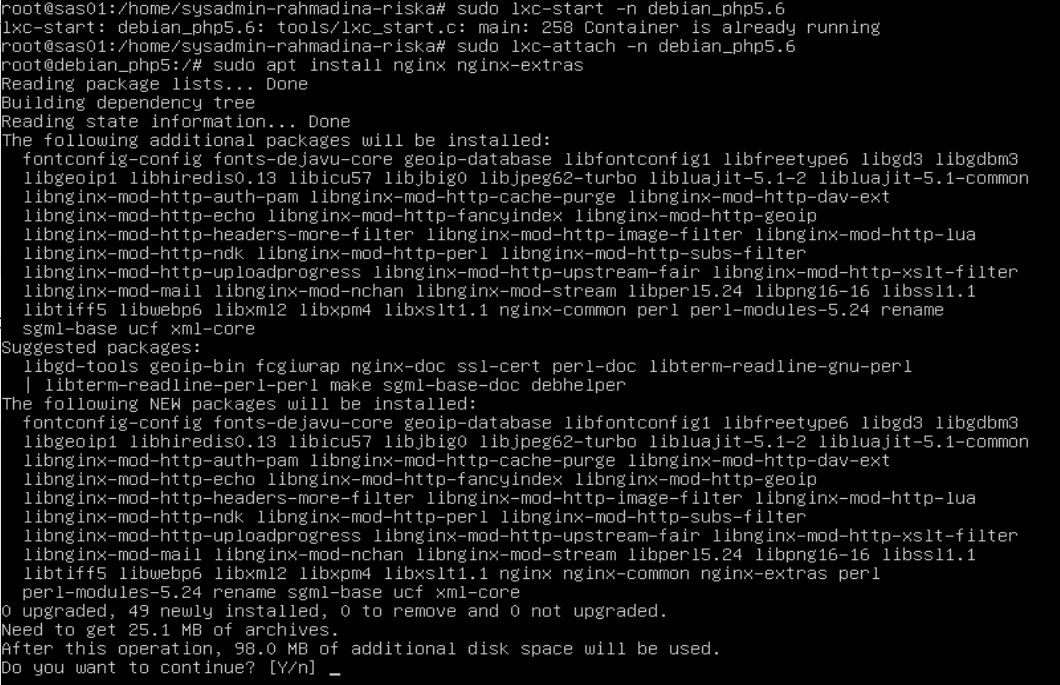 root@sas01:/home/sysadmin-rahmadina-riska# sudo lxc-start -n debian_php5.6
lxc-start: debian_php5.6: tools/lxc_start.c: main: 258 Container is already running
root@sas01:/home/sysadmin-rahmadina-riska# sudo lxc-attach -n debian_php5.6
root@debian_php5:/# sudo apt install nginx nginx-extras
Reading package lists... Done
Building dependency tree
Reading state information... Done
The following additional packages will be installed:
  fontconfig-config fonts-dejavu-core geoip-database libfontconfig1 libfreetype6 libgd3 libgdbm3
  libgeoip1 libhiredis0.13 libicu57 libjbig0 libjpeg62-turbo libluajit-5.1-2 libluajit-5.1-common
  libnginx-mod-http-auth-pam libnginx-mod-http-cache-purge libnginx-mod-http-dav-ext
  libnginx-mod-http-echo libnginx-mod-http-fancyindex libnginx-mod-http-geoip
  libnginx-mod-http-headers-more-filter libnginx-mod-http-image-filter libnginx-mod-http-lua
  libnginx-mod-http-ndk libnginx-mod-http-perl libnginx-mod-http-subs-filter
  libnginx-mod-http-uploadprogress libnginx-mod-http-upstream-fair libnginx-mod-http-xslt-filter
  libnginx-mod-mail libnginx-mod-nchan libnginx-mod-stream libperl5.24 libpng16-16 libssl1.1
  libtiff5 libwebp6 libxml2 libxpm4 libxslt1.1 nginx-common perl perl-modules-5.24 rename
  sgml-base ucf xml-core
Suggested packages:
  libgd-tools geoip-bin fcgiwrap nginx-doc ssl-cert perl-doc libterm-readline-gnu-perl
  | libterm-readline-perl-perl make sgml-base-doc debhelper
The following NEW packages will be installed:
  fontconfig-config fonts-dejavu-core geoip-database libfontconfig1 libfreetype6 libgd3 libgdbm3
  libgeoip1 libhiredis0.13 libicu57 libjbig0 libjpeg62-turbo libluajit-5.1-2 libluajit-5.1-common
  libnginx-mod-http-auth-pam libnginx-mod-http-cache-purge libnginx-mod-http-dav-ext
  libnginx-mod-http-echo libnginx-mod-http-fancyindex libnginx-mod-http-geoip
  libnginx-mod-http-headers-more-filter libnginx-mod-http-image-filter libnginx-mod-http-lua
  libnginx-mod-http-ndk libnginx-mod-http-perl libnginx-mod-http-subs-filter
  libnginx-mod-http-uploadprogress libnginx-mod-http-upstream-fair libnginx-mod-http-xslt-filter
  libnginx-mod-mail libnginx-mod-nchan libnginx-mod-stream libperl5.24 libpng16-16 libssl1.1
  libtiff5 libwebp6 libxml2 libxpm4 libxslt1.1 nginx nginx-common nginx-extras perl
  perl-modules-5.24 rename sgml-base ucf xml-core
0 upgraded, 49 newly installed, 0 to remove and 0 not upgraded.
Need to get 25.1 MB of archives.
After this operation, 98.0 MB of additional disk space will be used.
Do you want to continue? [Y/n] _